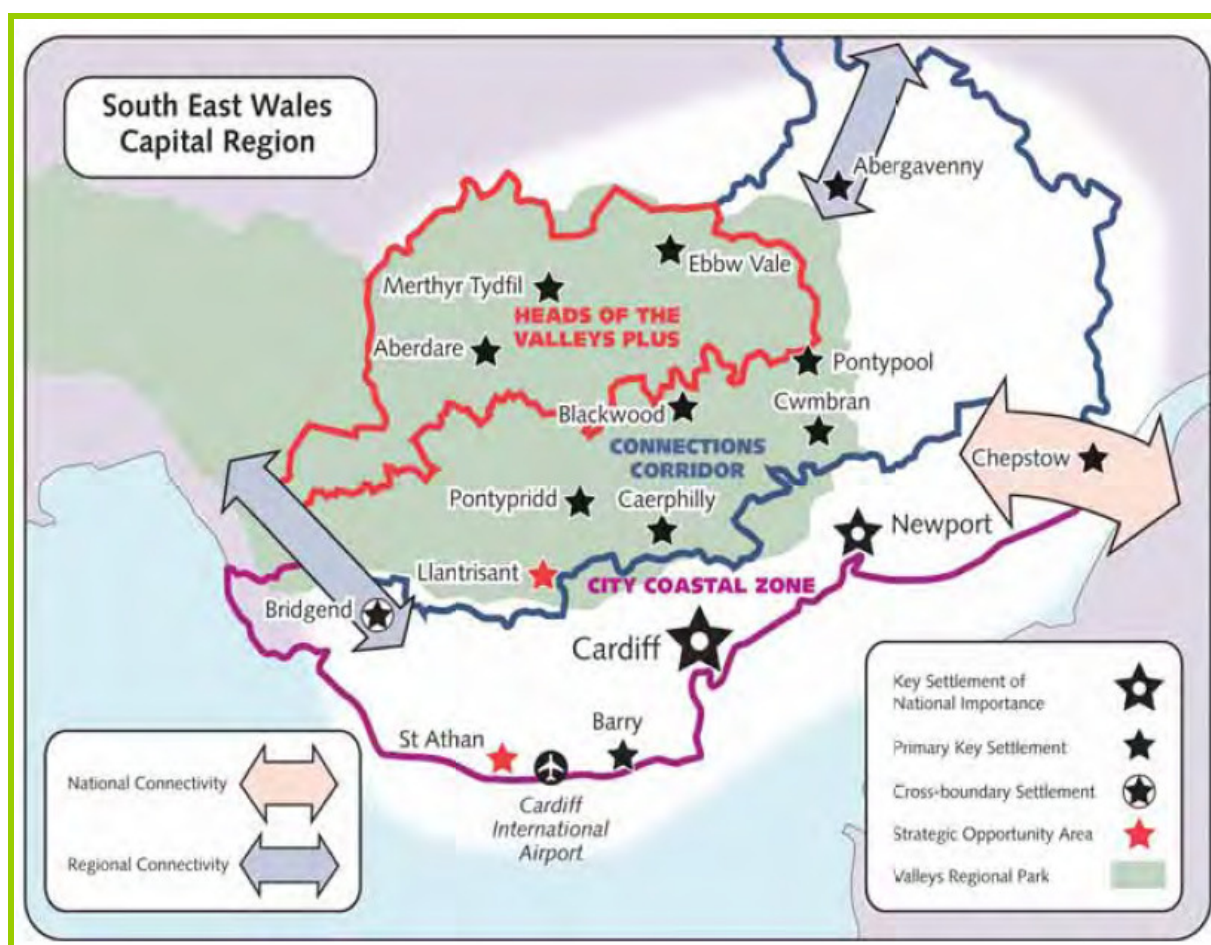 South East Wales
Capital Region
Abergavenny
Ebbw Vale
Merthyr Tydfil
HEADS OF THE
VALLEYS PLUS
Aberdare
Pontypool
Blackwood
Cwmbran
CONNECTIONS
CORRIDOR
Chepstow
Pontypridd
Caerphilly
Newport
Llantrisant
CITY COASTAL ZONE
Bridgend
Cardiff
St Athan
Barry
Cardiff
International
Airport
National Connectivity
Regional Connectivity
Key Settlement of
National Importance
Primary Key Settlement
Cross-boundary Settlement
Strategic Opportunity Area
Valleys Regional Park